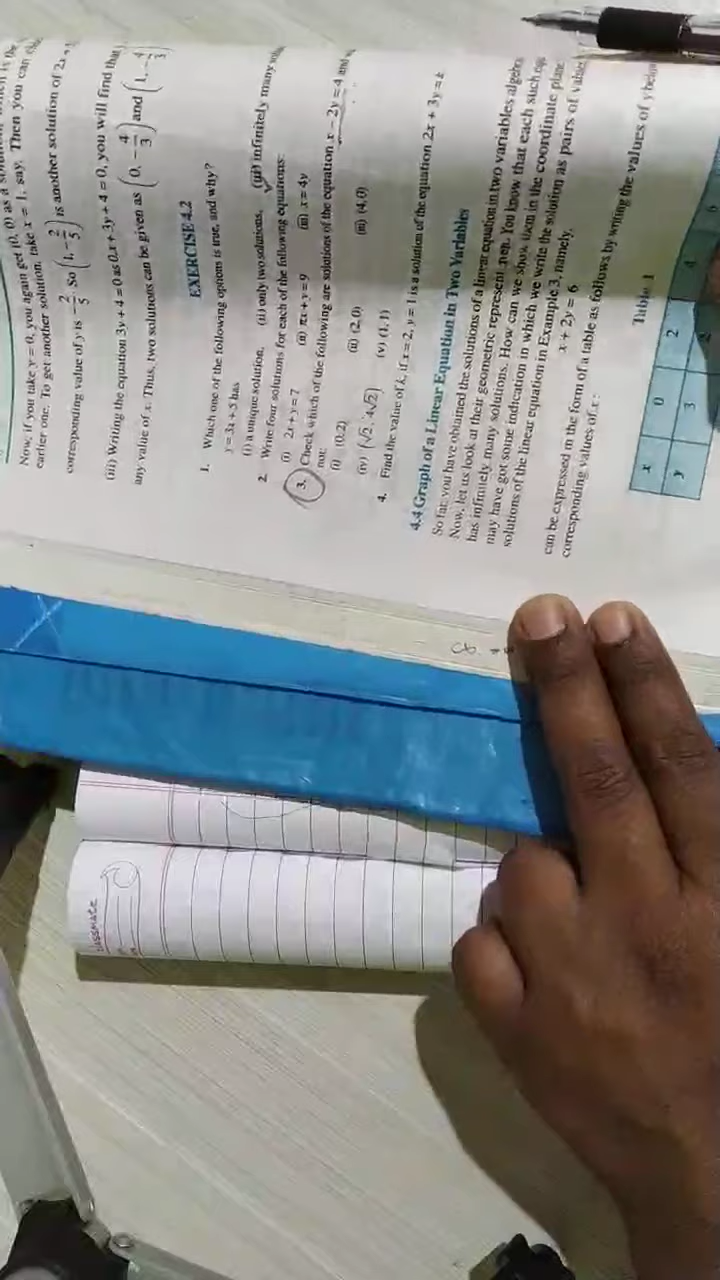 Now, if you take y = 0, you again get (0, 0) as a
earlier one. To get another solution, take x = 1, say. Then you can
corresponding value of y is −2/5. So (1, −2/5) is another solution of 2x +
(iii) Writing the equation 3y + 4 = 0 as 0.x + 3y + 4 = 0, you will find that
any value of x. Thus, two solutions can be given as (0, −4/3) and (1, −4/3)
EXERCISE 4.2
1. Which one of the following options is true, and why?
y = 3x + 5 has
(i) a unique solution, (ii) only two solutions, (iii) infinitely many
2. Write four solutions for each of the following equations:
(i) 2x + y = 7 (ii) πx + y = 9 (iii) x = 4y
3. Check which of the following are solutions of the equation x − 2y = 4 and
not:
(i) (0, 2) (ii) (2, 0) (iii) (4, 0)
(iv) (√2, 4√2) (v) (1, 1)
4. Find the value of k, if x = 2, y = 1 is a solution of the equation 2x + 3y = k
4.4 Graph of a Linear Equation in Two Variables
So far, you have obtained the solutions of a linear equation in two variables
Now, let us look at their geometric representation. You know that each such
has infinitely many solutions. How can we show them in the coordinate plane
may have got some indication in which we write the solution as pairs of values
solutions of the linear equation in Example 3, namely,
x + 2y = 6
can be expressed in the form of a table as follows by writing the values of y below
corresponding values of x :
Table 1
x 0 2 4 6
y 3 2
classmate